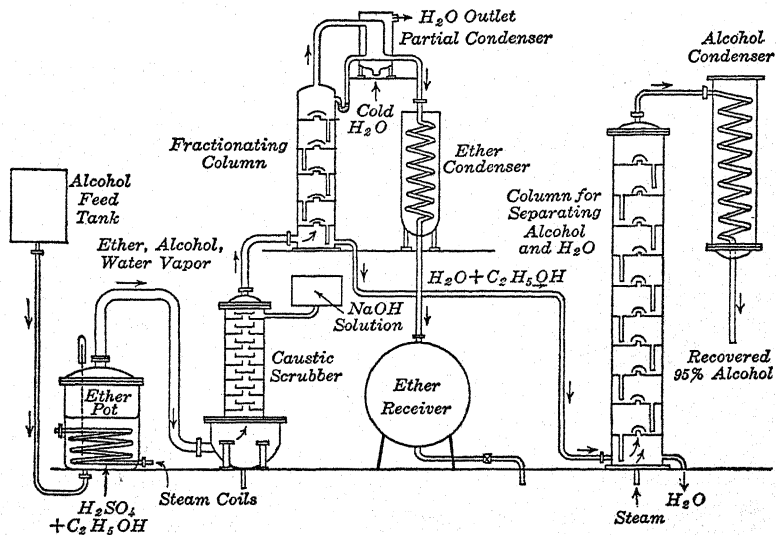 H₂O Outlet
Partial Condenser
Alcohol
Condenser
Cold
H₂O
Fractionating
Column
Ether
Condenser
Alcohol
Feed
Tank
Column for
Separating
Alcohol
and H₂O
Ether, Alcohol,
Water Vapor
H₂O + C₂H₅OH
NaOH
Solution
Caustic
Scrubber
Recovered
95% Alcohol
Ether
Pot
Ether
Receiver
Steam Coils
H₂SO₄
+C₂H₅OH
Steam
H₂O